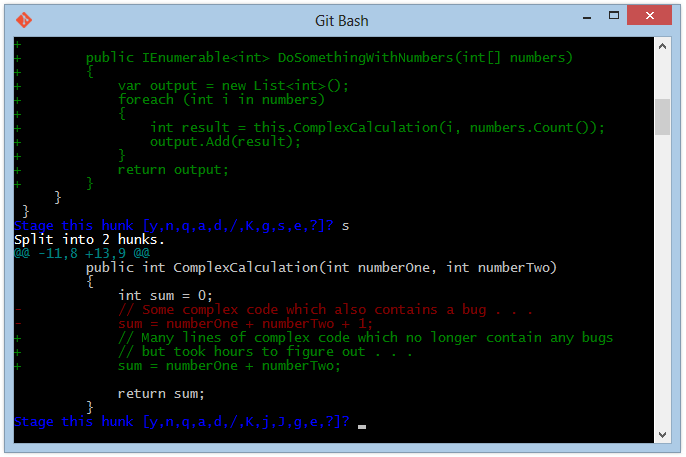 Git Bash
+
+        public IEnumerable<int> DoSomethingWithNumbers(int[] numbers)
+        {
+            var output = new List<int>();
+            foreach (int i in numbers)
+            {
+                int result = this.ComplexCalculation(i, numbers.Count());
+                output.Add(result);
+            }
+            return output;
+        }
     }
 }
Stage this hunk [y,n,q,a,d,/,K,g,s,e,?]? s
Split into 2 hunks.
@@ -11,8 +13,9 @@
         public int ComplexCalculation(int numberOne, int numberTwo)
         {
             int sum = 0;
-            // Some complex code which also contains a bug . . .
-            sum = numberOne + numberTwo + 1;
+            // Many lines of complex code which no longer contain any bugs
+            // but took hours to figure out . . .
+            sum = numberOne + numberTwo;
             return sum;
         }
Stage this hunk [y,n,q,a,d,/,K,j,J,g,e,?]?